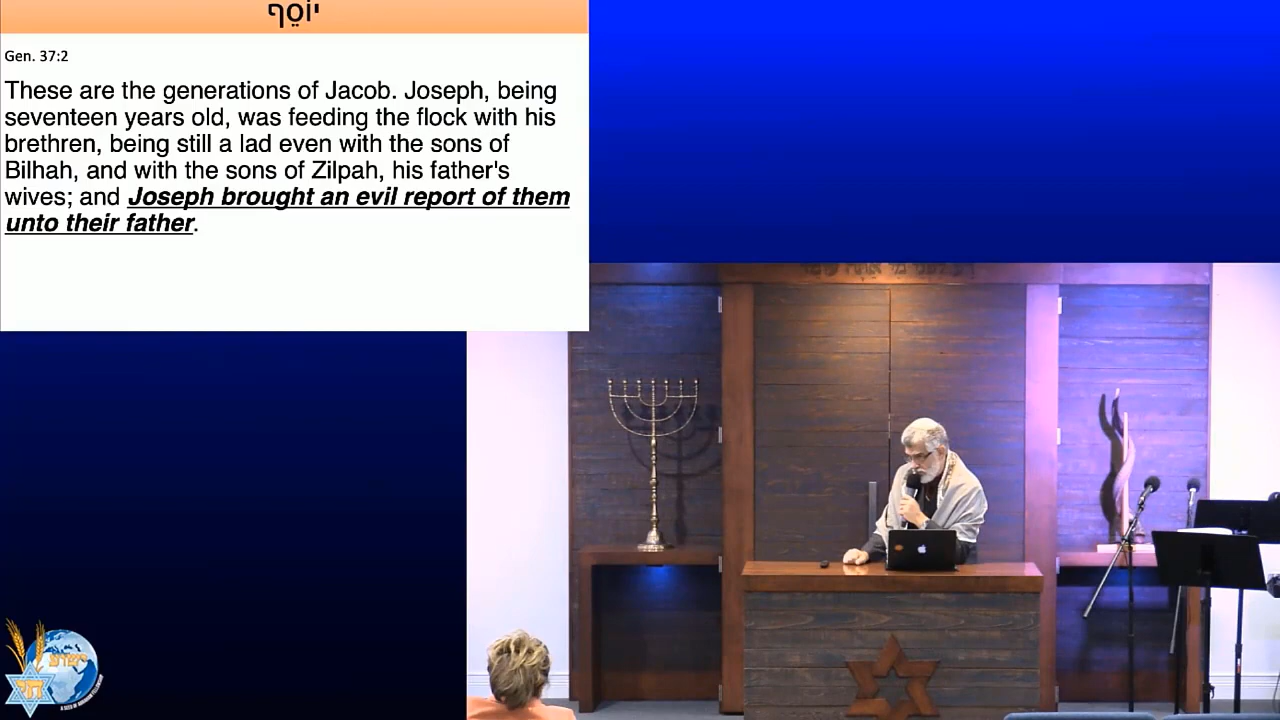 יוֹסֵף
Gen. 37:2
These are the generations of Jacob. Joseph, being
seventeen years old, was feeding the flock with his
brethren, being still a lad even with the sons of
Bilhah, and with the sons of Zilpah, his father's
wives; and Joseph brought an evil report of them
unto their father.